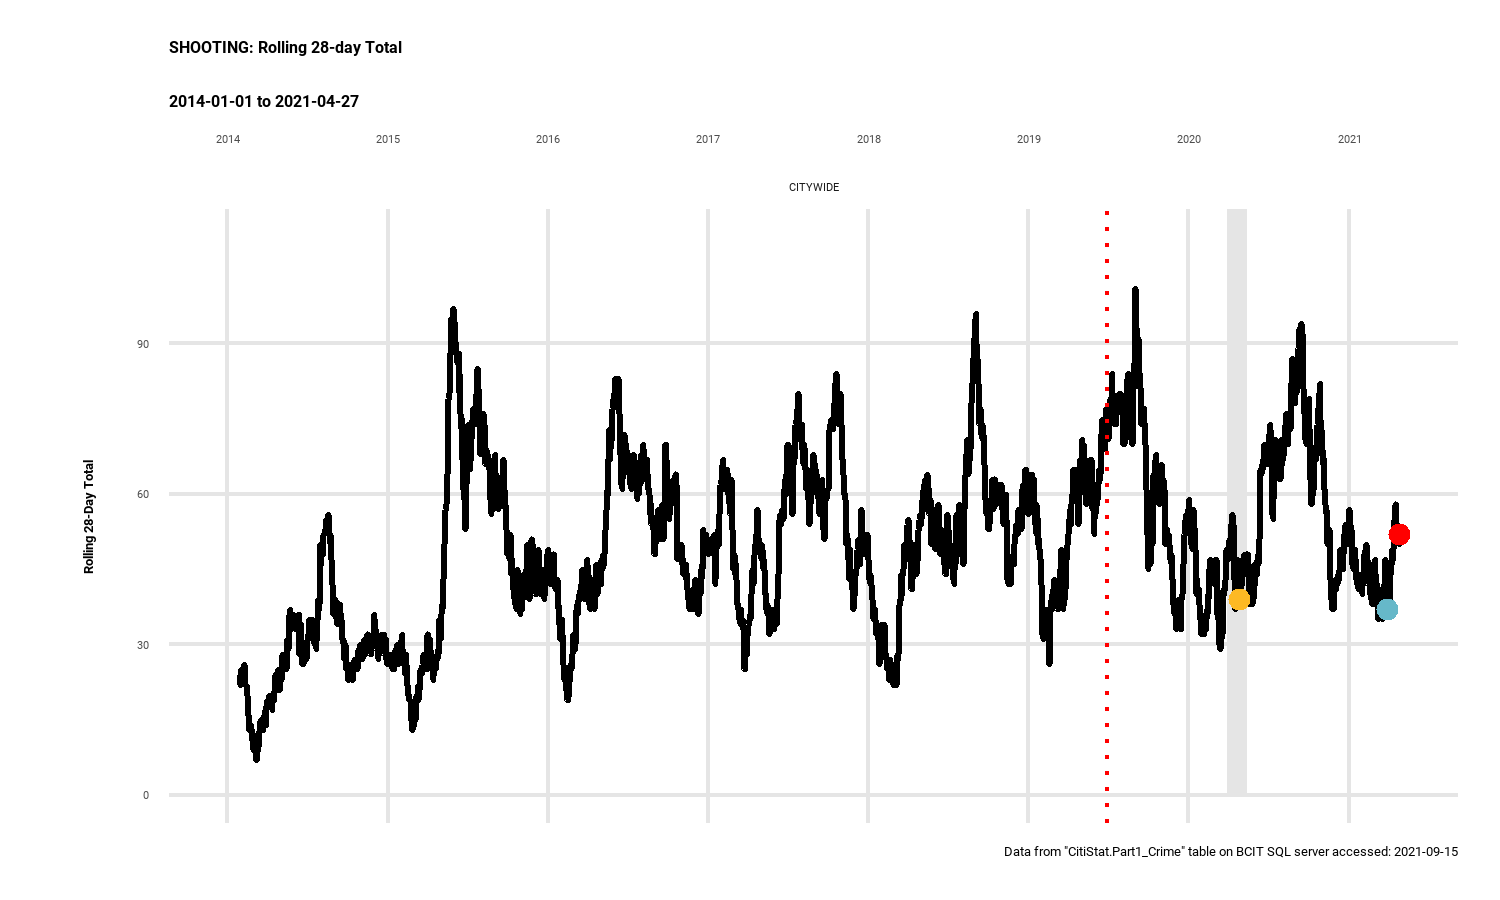 SHOOTING: Rolling 28-day Total
2014-01-01 to 2021-04-27
2014 2015 2016 2017 2018 2019 2020 2021
CITYWIDE
90
60
30
0
Rolling 28-Day Total
Data from "CitiStat.Part1_Crime" table on BCIT SQL server accessed: 2021-09-15